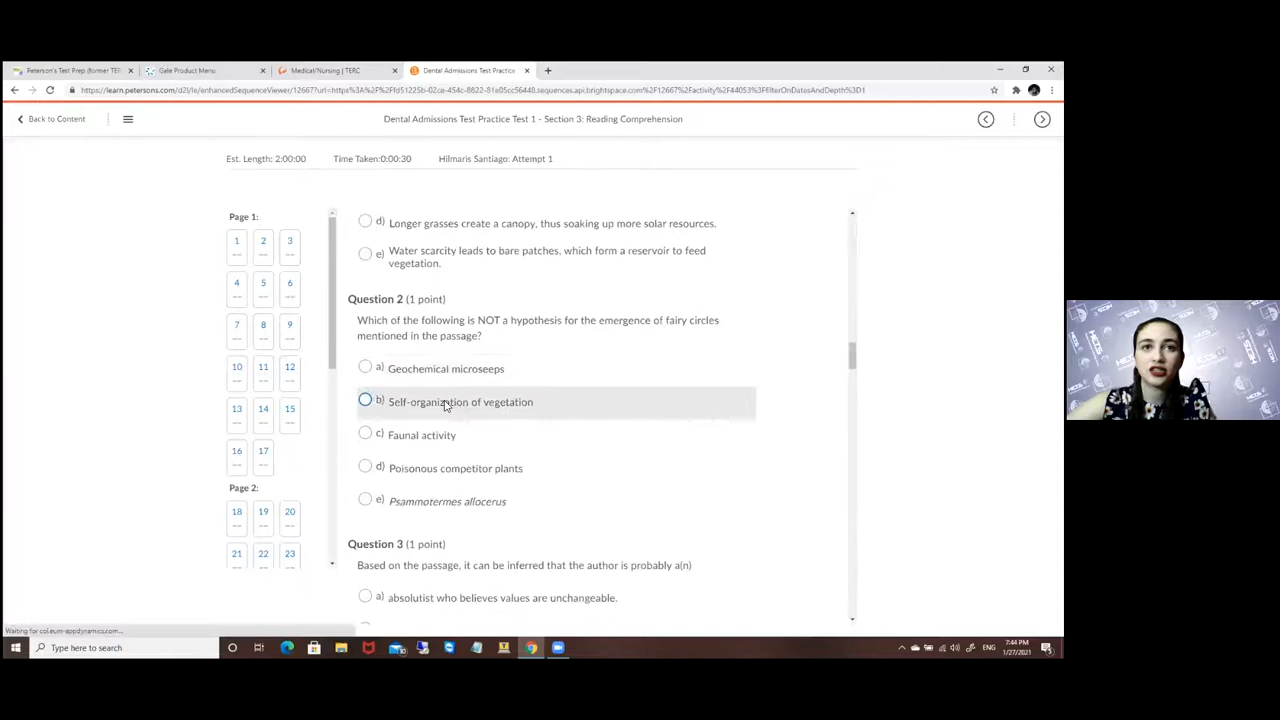 Peterson's Test Prep (former TER
Gale Product Menu
Medical/Nursing | TERC
Dental Admissions Test Practice
Back to Content
Dental Admissions Test Practice Test 1 - Section 3: Reading Comprehension
Est. Length: 2:00:00 Time Taken:0:00:30 Hilmaris Santiago: Attempt 1
Page 1:
1 2 3
-- -- --
4 5 6
-- -- --
7 8 9
-- -- --
10 11 12
-- -- --
13 14 15
-- -- --
16 17
-- --
Page 2:
18 19 20
-- -- --
21 22 23
d) Longer grasses create a canopy, thus soaking up more solar resources.
e) Water scarcity leads to bare patches, which form a reservoir to feed
vegetation.
Question 2 (1 point)
Which of the following is NOT a hypothesis for the emergence of fairy circles
mentioned in the passage?
a) Geochemical microseeps
b) Self-organization of vegetation
c) Faunal activity
d) Poisonous competitor plants
e) Psammotermes allocerus
Question 3 (1 point)
Based on the passage, it can be inferred that the author is probably a(n)
a) absolutist who believes values are unchangeable.
Waiting for col.eum-appdynamics.com...
Type here to search
ENG
7:44 PM
1/27/2021
HETS